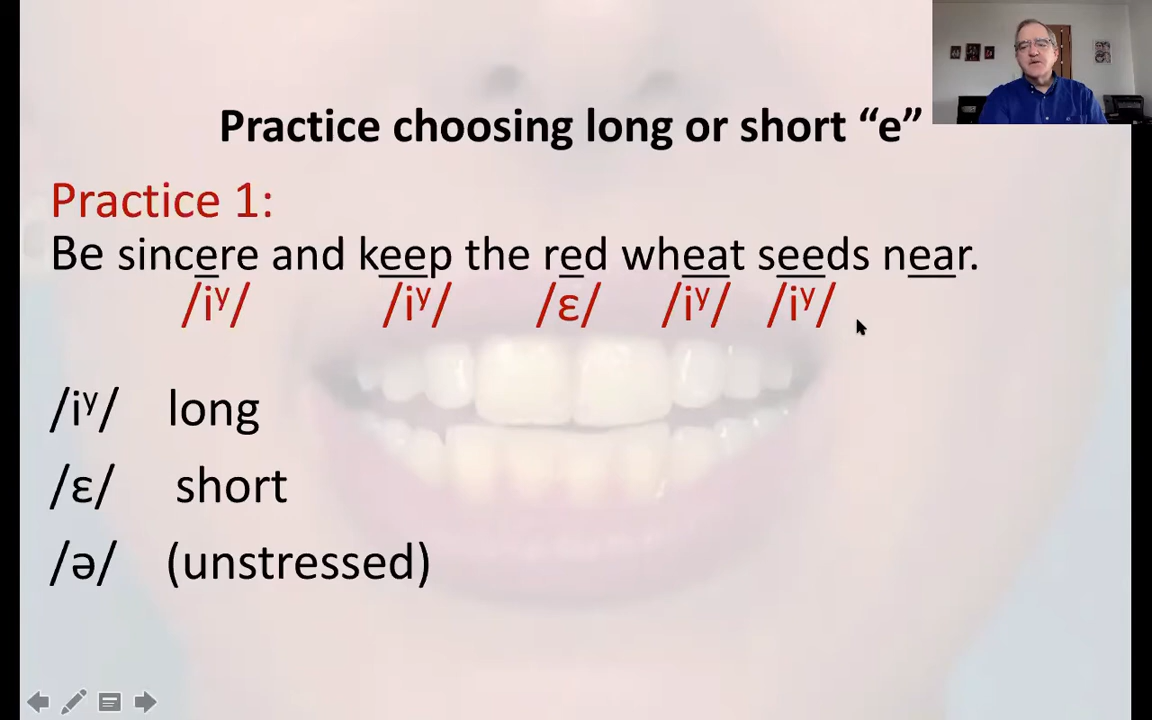 Practice choosing long or short “e”
Practice 1:
Be sincere and keep the red wheat seeds near.
/iʸ/ /iʸ/ /ɛ/ /iʸ/ /iʸ/
/iʸ/ long
/ɛ/ short
/ə/ (unstressed)